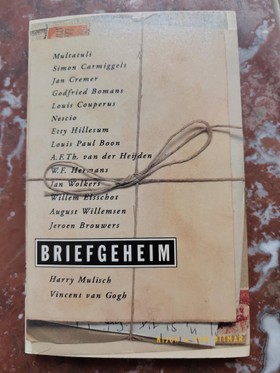 Multatuli
Simon Carmiggelt
Jan Cremer
Godfried Bomans
Louis Couperus
Nescio
Etty Hillesum
Louis Paul Boon
A.F.Th. van der Heijden
W.F. Hermans
Jan Wolkers
Willem Elsschot
August Willemsen
Jeroen Brouwers
BRIEFGEHEIM
Harry Mulisch
Vincent van Gogh